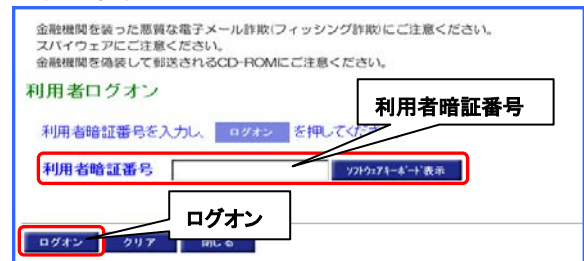 金融機関を装った悪質な電子メール詐欺(フィッシング詐欺)にご注意ください。
スパイウェアにご注意ください。
金融機関を偽装して郵送されるCD-ROMにご注意ください。
利用者ログオン
利用者暗証番号
利用者暗証番号を入力し、 ログオン を押してくださ
利用者暗証番号 ソフトウェアキーボード表示
ログオン
ログオン クリア 閉じる